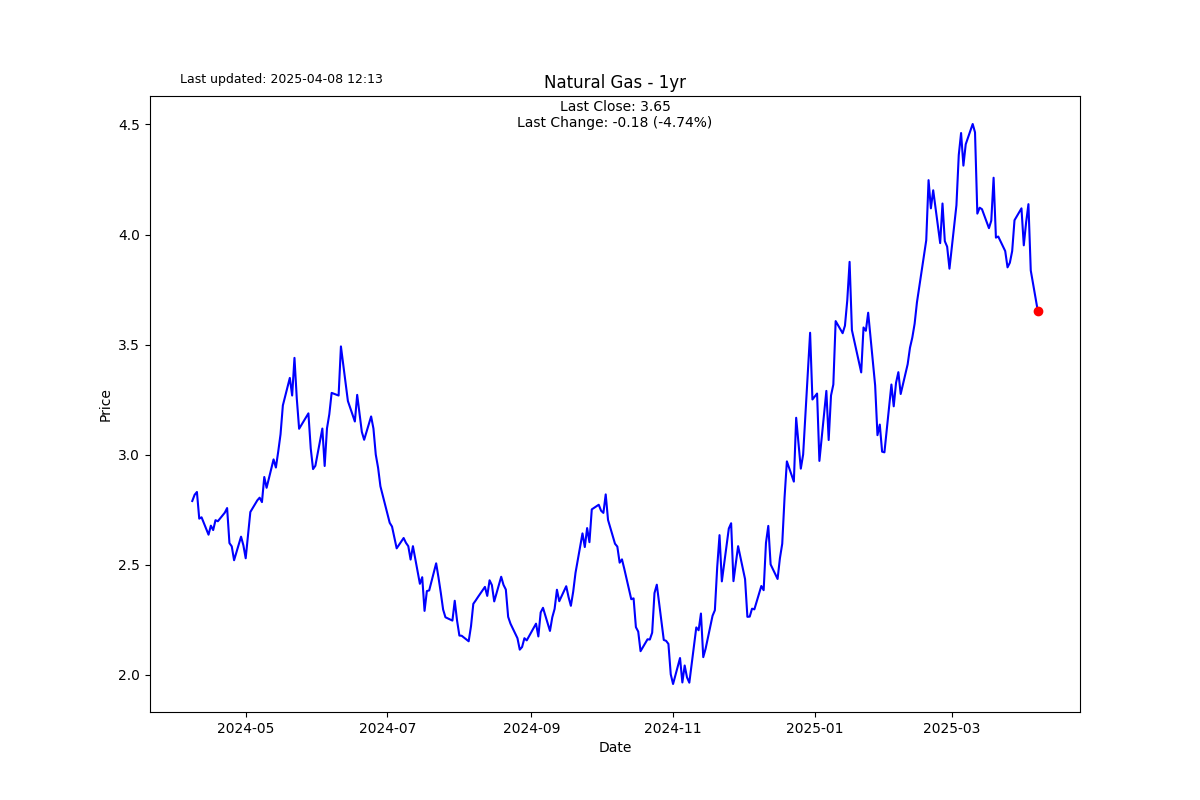 Last updated: 2025-04-08 12:13
Natural Gas - 1yr
Last Close: 3.65
Last Change: -0.18 (-4.74%)
4.5
4.0
3.5
3.0
2.5
2.0
Price
2024-05
2024-07
2024-09
2024-11
2025-01
2025-03
Date